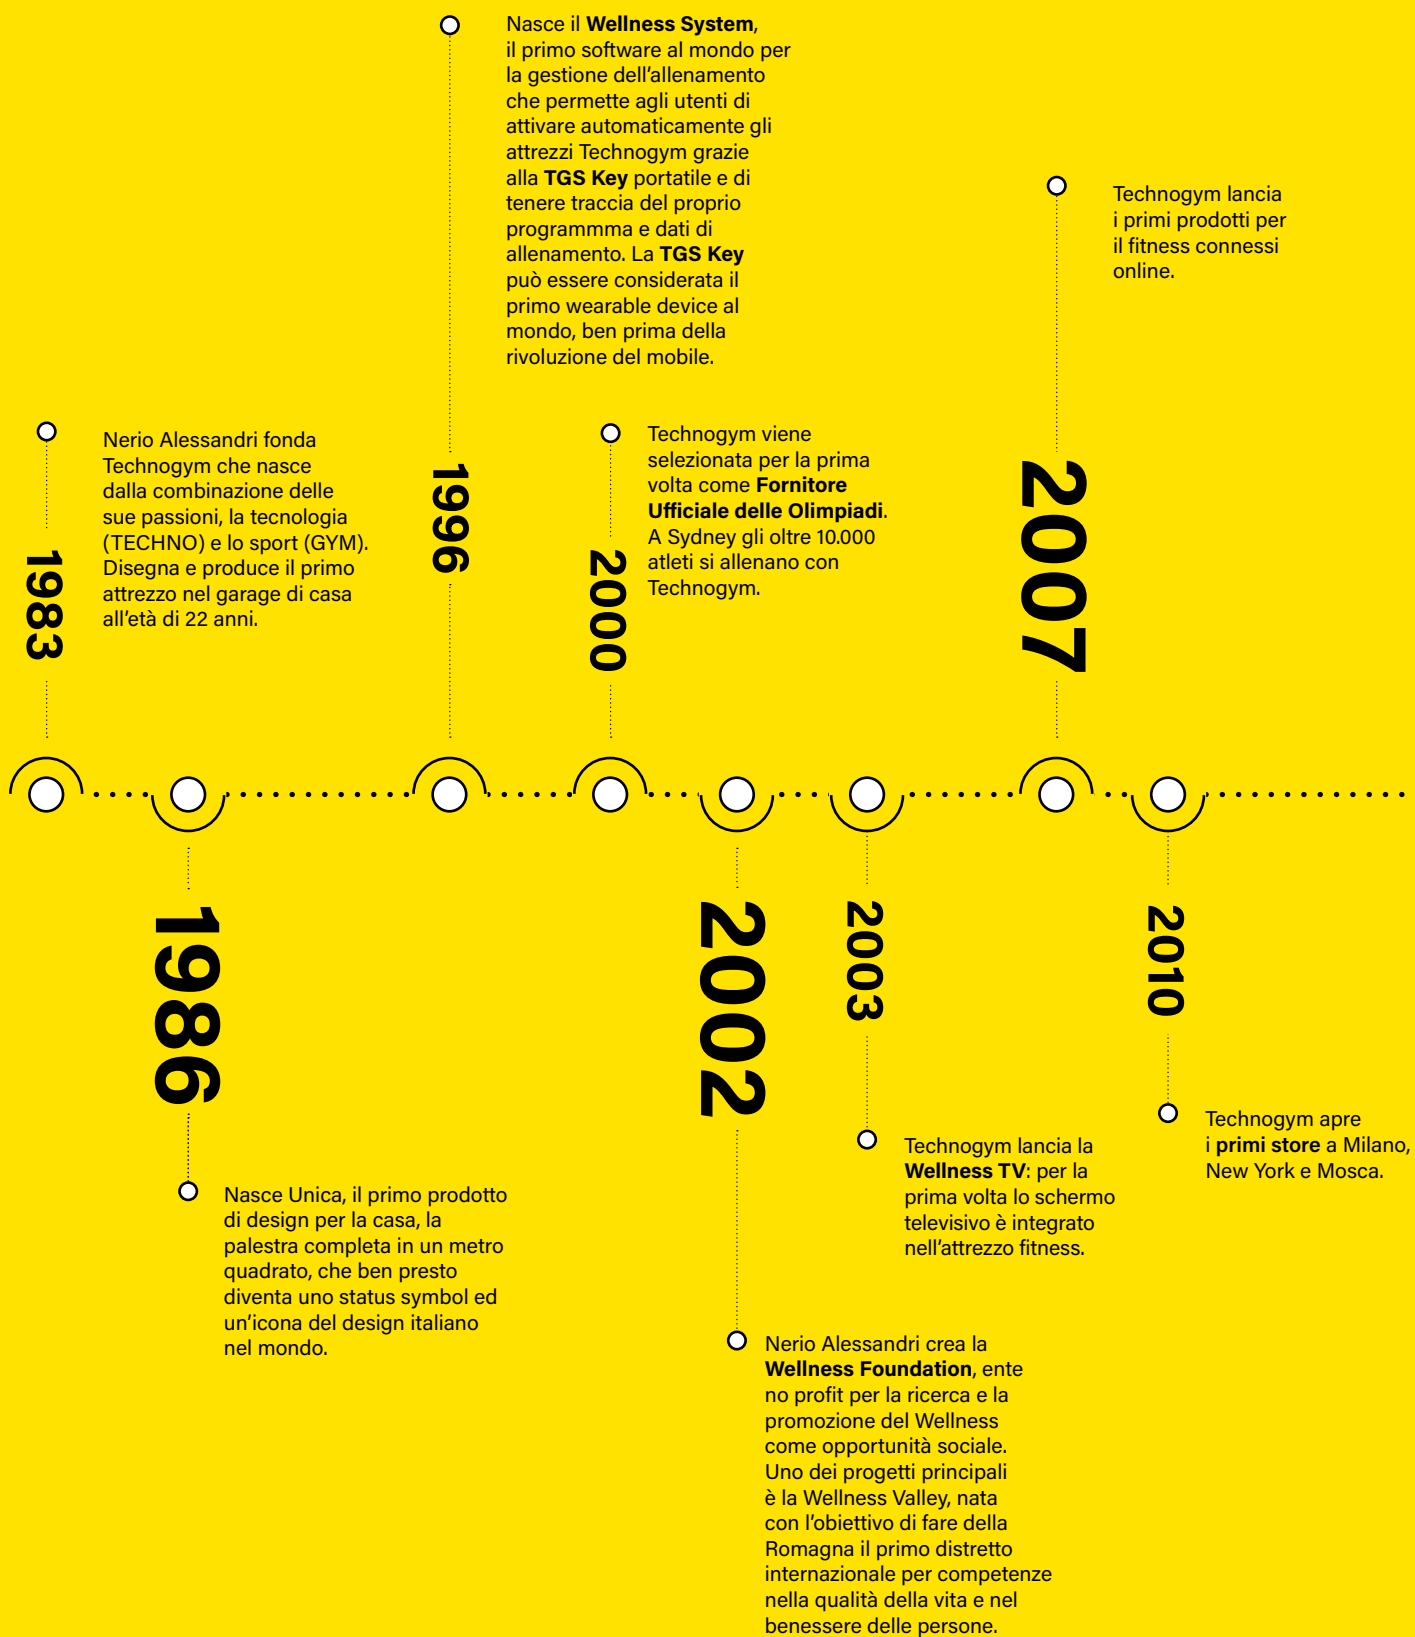 1983
Nerio Alessandri fonda
Technogym che nasce
dalla combinazione delle
sue passioni, la tecnologia
(TECHNO) e lo sport (GYM).
Disegna e produce il primo
attrezzo nel garage di casa
all'età di 22 anni.
1986
Nasce Unica, il primo prodotto
di design per la casa, la
palestra completa in un metro
quadrato, che ben presto
diventa uno status symbol ed
un'icona del design italiano
nel mondo.
1996
Nasce il Wellness System,
il primo software al mondo per
la gestione dell'allenamento
che permette agli utenti di
attivare automaticamente gli
attrezzi Technogym grazie
alla TGS Key portatile e di
tenere traccia del proprio
programmma e dati di
allenamento. La TGS Key
può essere considerata il
primo wearable device al
mondo, ben prima della
rivoluzione del mobile.
2000
Technogym viene
selezionata per la prima
volta come Fornitore
Ufficiale delle Olimpiadi.
A Sydney gli oltre 10.000
atleti si allenano con
Technogym.
2002
Nerio Alessandri crea la
Wellness Foundation, ente
no profit per la ricerca e la
promozione del Wellness
come opportunità sociale.
Uno dei progetti principali
è la Wellness Valley, nata
con l'obiettivo di fare della
Romagna il primo distretto
internazionale per competenze
nella qualità della vita e nel
benessere delle persone.
2003
Technogym lancia la
Wellness TV: per la
prima volta lo schermo
televisivo è integrato
nell'attrezzo fitness.
2007
Technogym lancia
i primi prodotti per
il fitness connessi
online.
2010
Technogym apre
i primi store a Milano,
New York e Mosca.